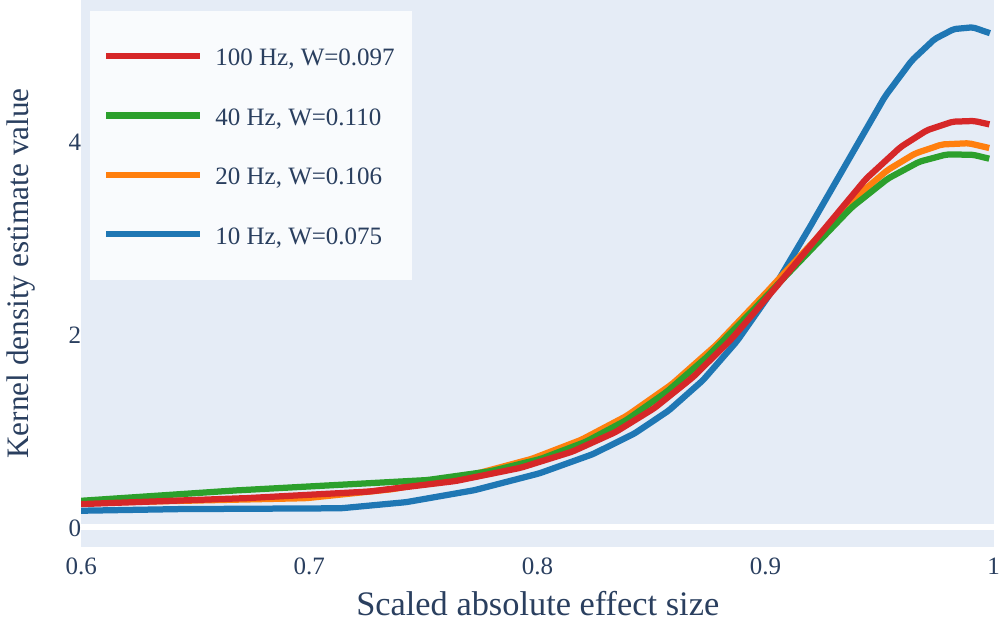 100 Hz, W=0.097
40 Hz, W=0.110
20 Hz, W=0.106
10 Hz, W=0.075
Kernel density estimate value
4
2
0
0.6 0.7 0.8 0.9 1
Scaled absolute effect size